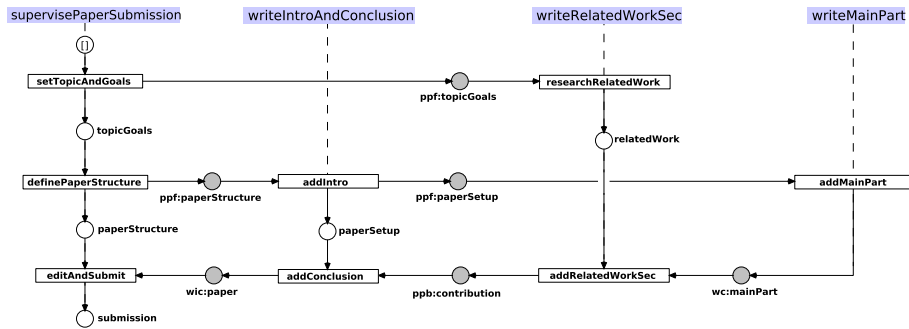 supervisePaperSubmission writeIntroAndConclusion writeRelatedWorkSec writeMainPart
[]
setTopicAndGoals researchRelatedWork
ppf:topicGoals
topicGoals relatedWork
definePaperStructure addIntro addMainPart
ppf:paperStructure ppf:paperSetup
paperStructure paperSetup
editAndSubmit addConclusion addRelatedWorkSec
wic:paper ppb:contribution wc:mainPart
submission